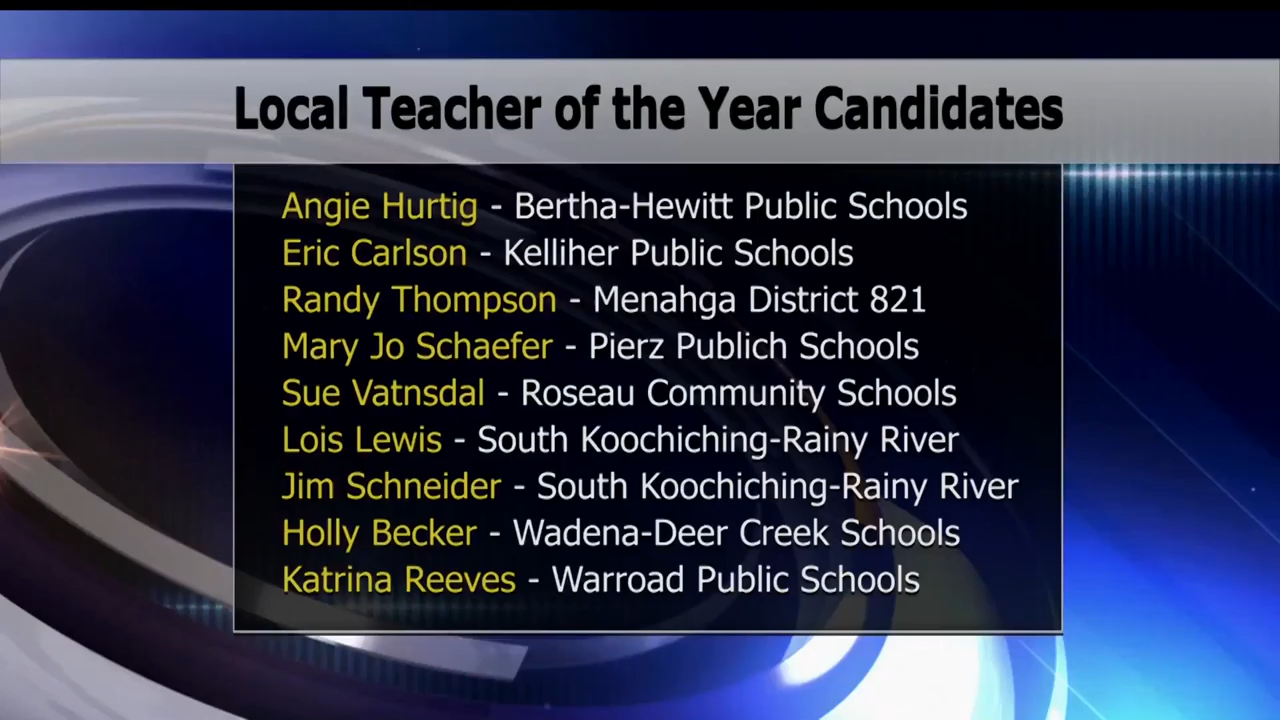 Local Teacher of the Year Candidates
Angie Hurtig - Bertha-Hewitt Public Schools
Eric Carlson - Kelliher Public Schools
Randy Thompson - Menahga District 821
Mary Jo Schaefer - Pierz Publich Schools
Sue Vatnsdal - Roseau Community Schools
Lois Lewis - South Koochiching-Rainy River
Jim Schneider - South Koochiching-Rainy River
Holly Becker - Wadena-Deer Creek Schools
Katrina Reeves - Warroad Public Schools